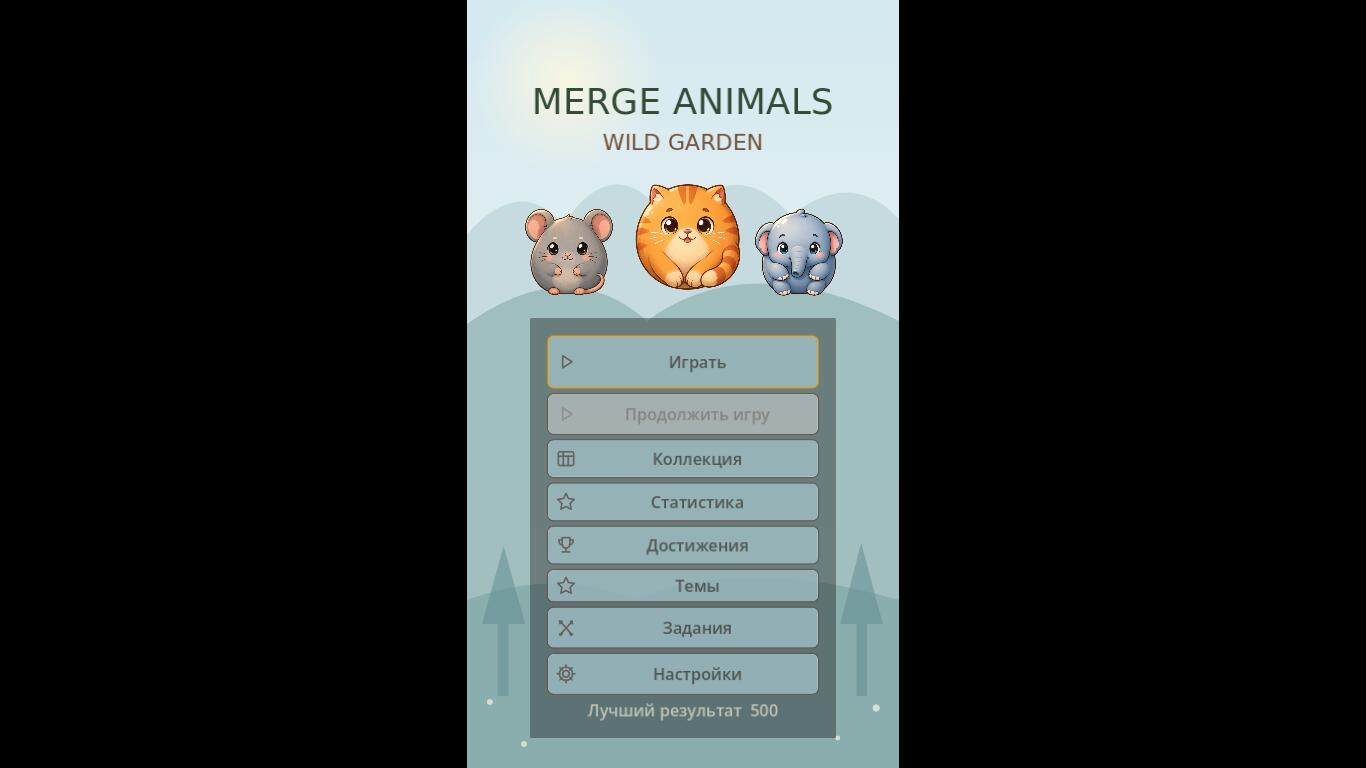 MERGE ANIMALS
WILD GARDEN
Играть
Продолжить игру
Коллекция
Статистика
Достижения
Темы
Задания
Настройки
Лучший результат 500